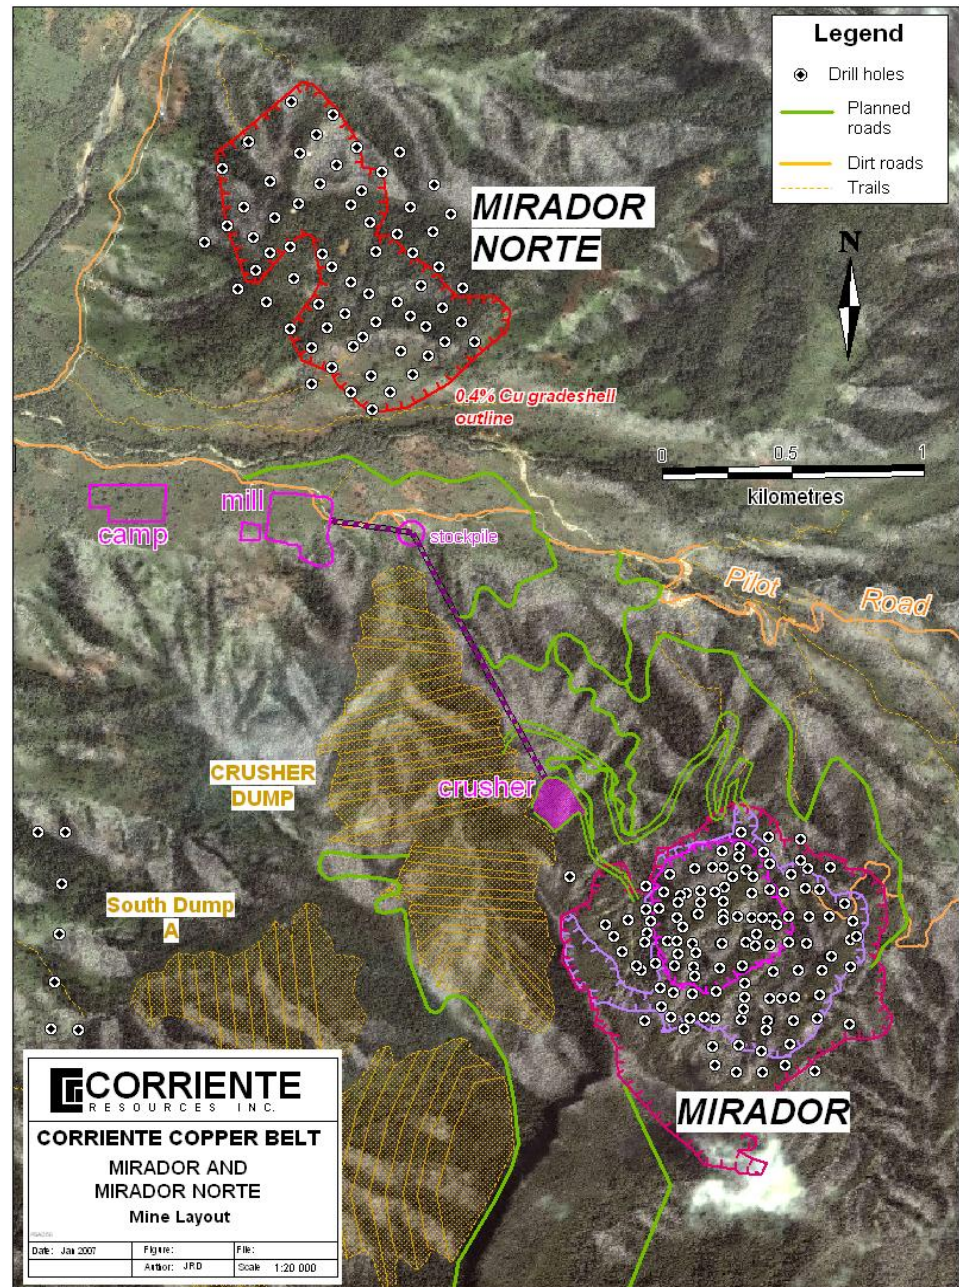 Legend
Drill holes
Planned
roads
Dirt roads
Trails
MIRADOR
NORTE
N
0.4% Cu gradeshell
outline
0 0.5 1
kilometres
mill
camp
stockpile
Pilot Road
CRUSHER
DUMP
crusher
South Dump
A
MIRADOR
CORRIENTE
RESOURCES INC.
CORRIENTE COPPER BELT
MIRADOR AND
MIRADOR NORTE
Mine Layout
Date: Jan 2007 Figure: File:
Author: JRD Scale 1:20 000